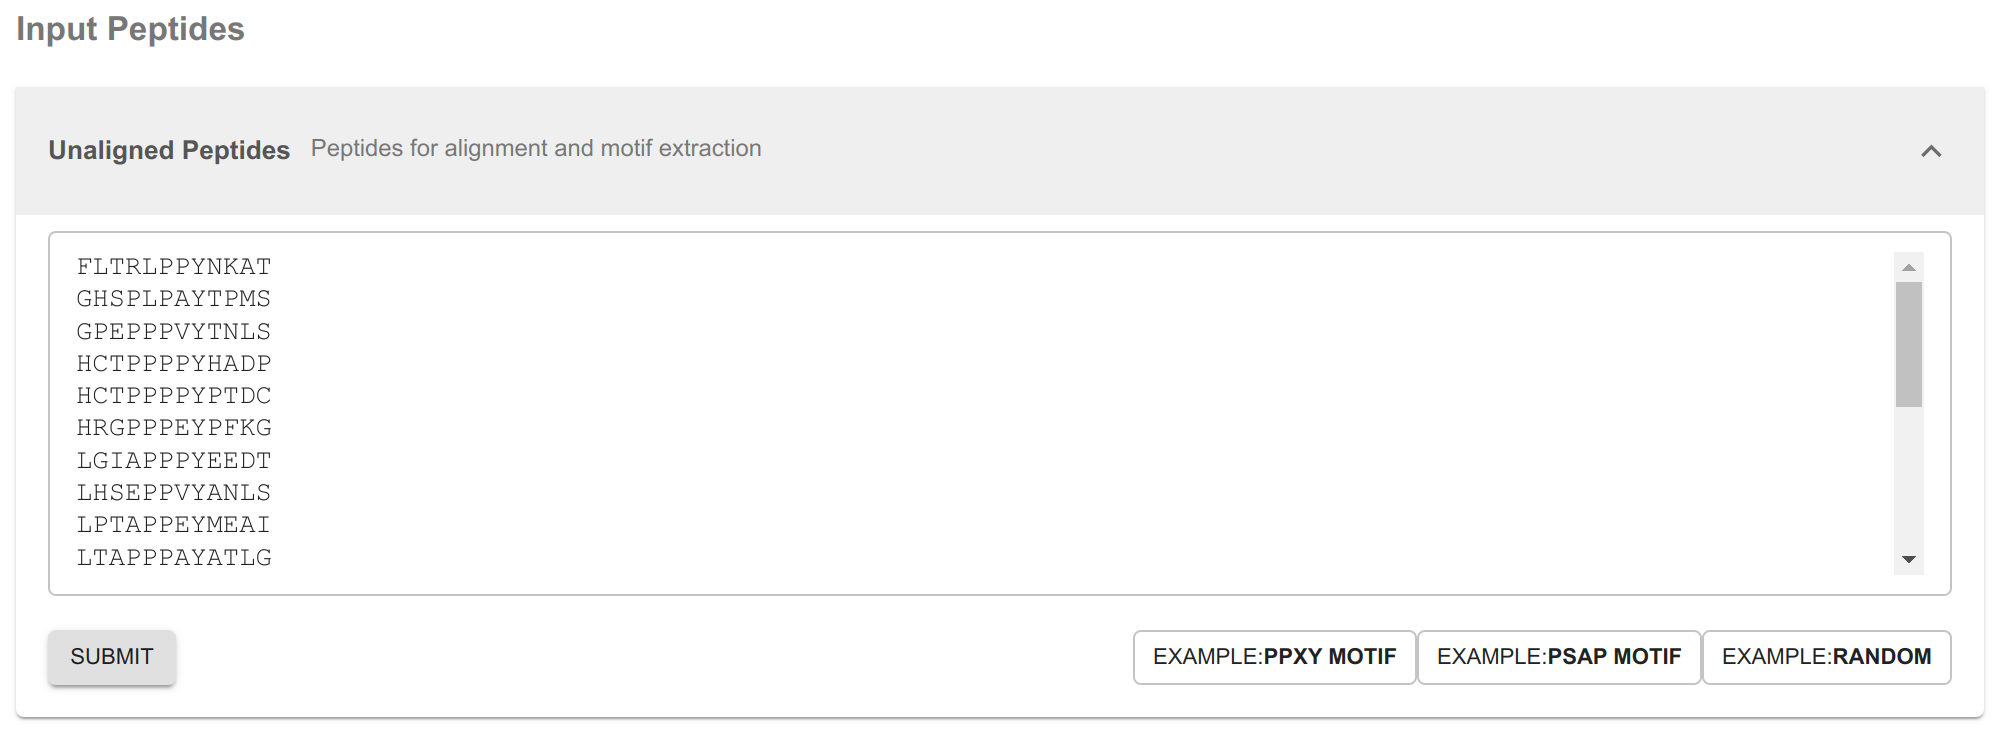 Input Peptides
Unaligned Peptides Peptides for alignment and motif extraction
FLTRLPPYNKAT
GHSPLPAYTPMS
GPEPPPVYTNLS
HCTPPPPYHADP
HCTPPPPYPTDC
HRGPPPEYPFKG
LGIAPPPYEEDT
LHSEPPVYANLS
LPTAPPEYMEAI
LTAPPPAYATLG
SUBMIT EXAMPLE:PPXY MOTIF EXAMPLE:PSAP MOTIF EXAMPLE:RANDOM